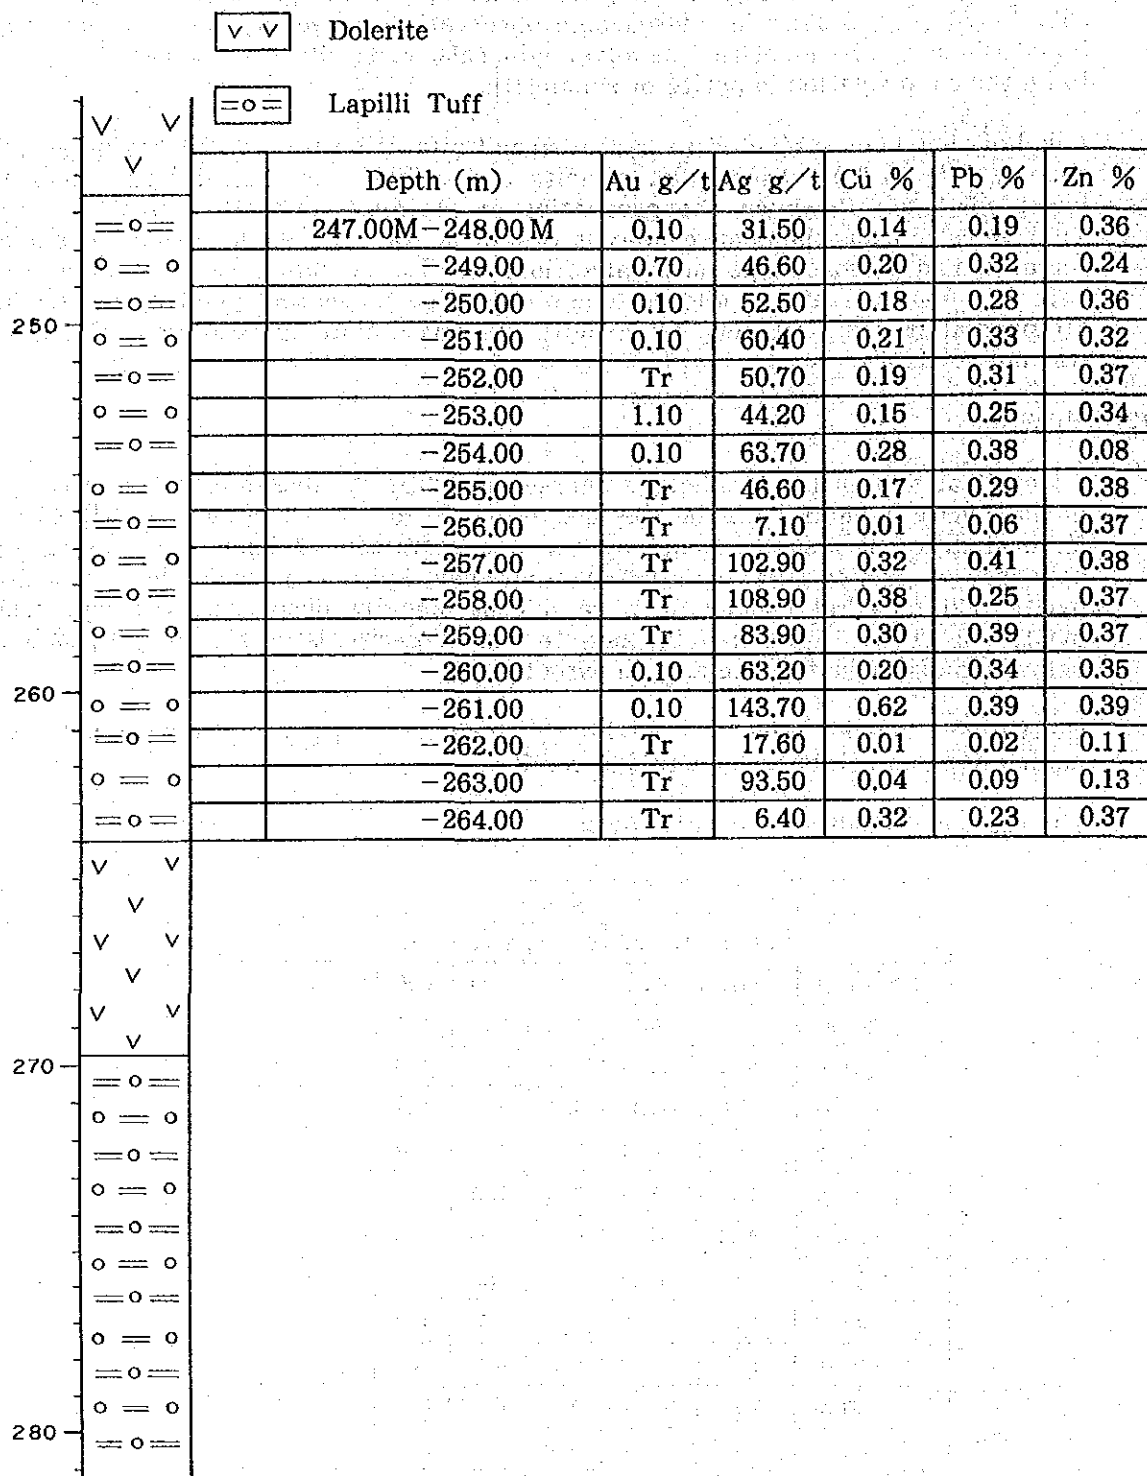 Dolerite
Lapilli Tuff
Depth (m) Au g/t Ag g/t Cu % Pb % Zn %
247.00M-248.00M 0.10 31.50 0.14 0.19 0.36
-249.00 0.70 46.60 0.20 0.32 0.24
-250.00 0.10 52.50 0.18 0.28 0.36
250
-251.00 0.10 60.40 0.21 0.33 0.32
-252.00 Tr 50.70 0.19 0.31 0.37
-253.00 1.10 44.20 0.15 0.25 0.34
-254.00 0.10 63.70 0.28 0.38 0.08
-255.00 Tr 46.60 0.17 0.29 0.38
-256.00 Tr 7.10 0.01 0.06 0.37
-257.00 Tr 102.90 0.32 0.41 0.38
-258.00 Tr 108.90 0.38 0.25 0.37
-259.00 Tr 83.90 0.30 0.39 0.37
-260.00 0.10 63.20 0.20 0.34 0.35
260
-261.00 0.10 143.70 0.62 0.39 0.39
-262.00 Tr 17.60 0.01 0.02 0.11
-263.00 Tr 93.50 0.04 0.09 0.13
-264.00 Tr 6.40 0.32 0.23 0.37
270
280